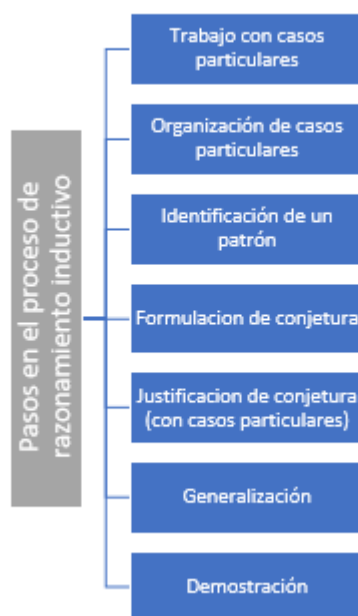 Pasos en el proceso de
razonamiento inductivo
Trabajo con casos
particulares
Organización de casos
particulares
Identificación de un
patrón
Formulacion de conjetura
Justificacion de conjetura
(con casos particulares)
Generalización
Demostración